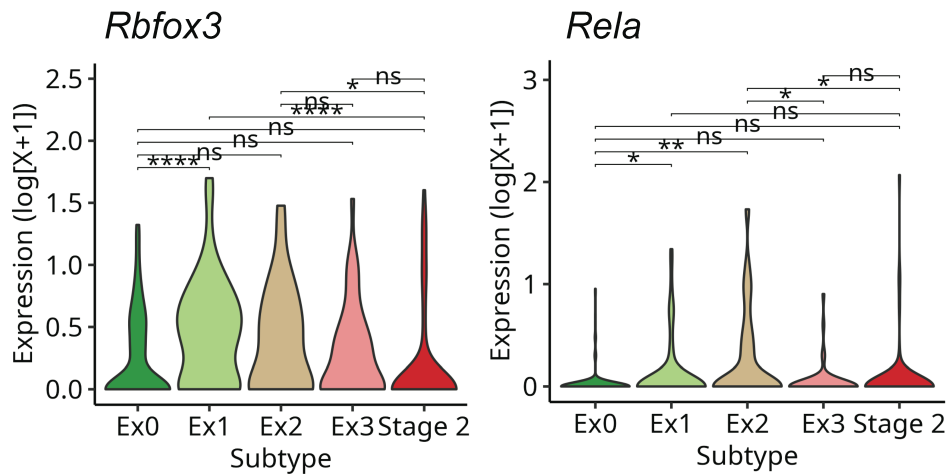 Rbfox3
Expression (log[X+1])
2.5
2.0
1.5
1.0
0.5
0.0
ns
*
ns
****
ns
ns
ns
****
Ex0 Ex1 Ex2 Ex3 Stage 2
Subtype
Rela
Expression (log[X+1])
3
2
1
0
ns
*
*
ns
ns
ns
**
*
Ex0 Ex1 Ex2 Ex3 Stage 2
Subtype